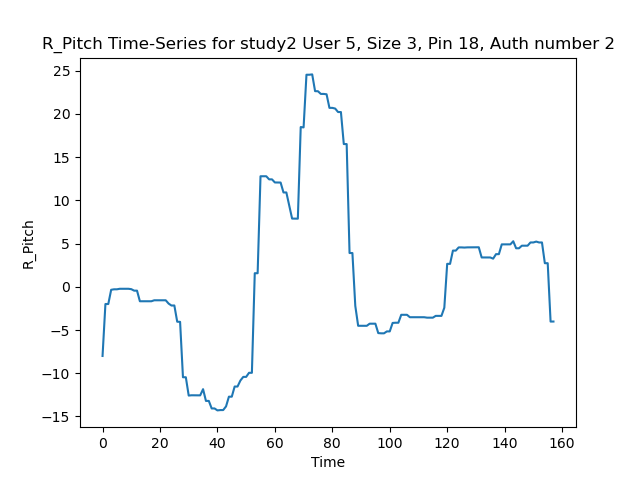 R_Pitch Time-Series for study2 User 5, Size 3, Pin 18, Auth number 2
25
20
15
10
5
0
−5
−10
−15
R_Pitch
0 20 40 60 80 100 120 140 160
Time